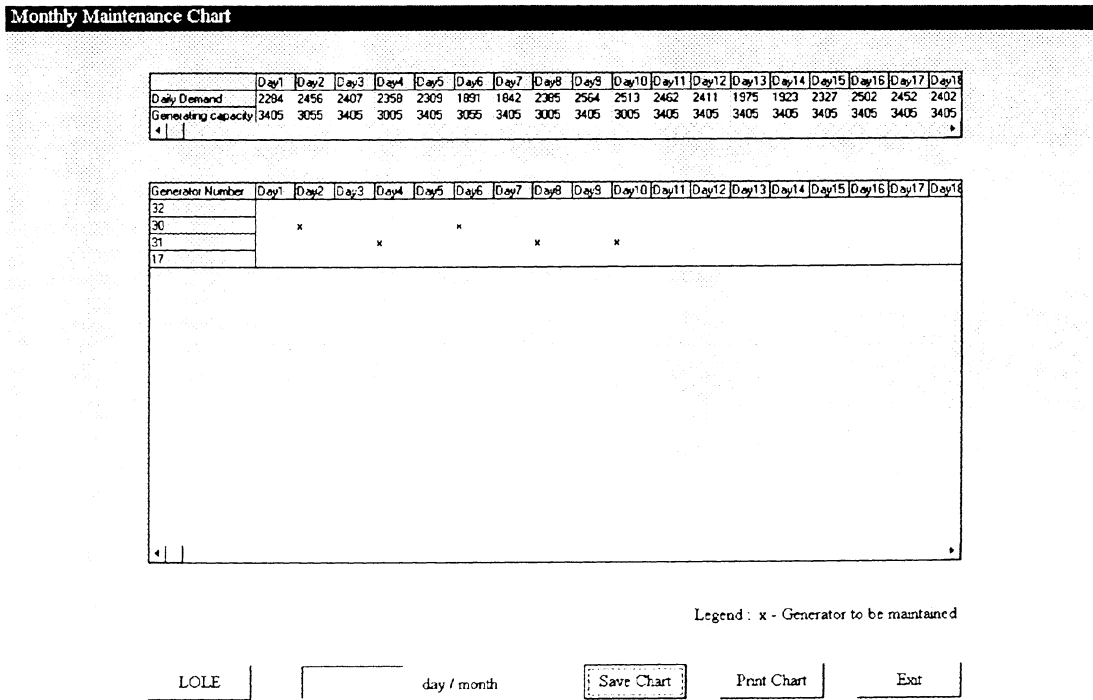 Monthly Maintenance Chart
Day1 Day2 Day3 Day4 Day5 Day6 Day7 Day8 Day9 Day10 Day11 Day12 Day13 Day14 Day15 Day16 Day17 Day18
Daily Demand 2284 2456 2407 2358 2309 1891 1842 2385 2564 2513 2462 2411 1975 1923 2327 2502 2452 2402
Generating capacity 3405 3055 3405 3005 3405 3055 3405 3005 3405 3005 3405 3405 3405 3405 3405 3405 3405 3405
Generator Number Day1 Day2 Day3 Day4 Day5 Day6 Day7 Day8 Day9 Day10 Day11 Day12 Day13 Day14 Day15 Day16 Day17 Day18
32
30 x x
31 x x x
17
Legend : x - Generator to be maintained
LOLE day / month Save Chart Print Chart Exit